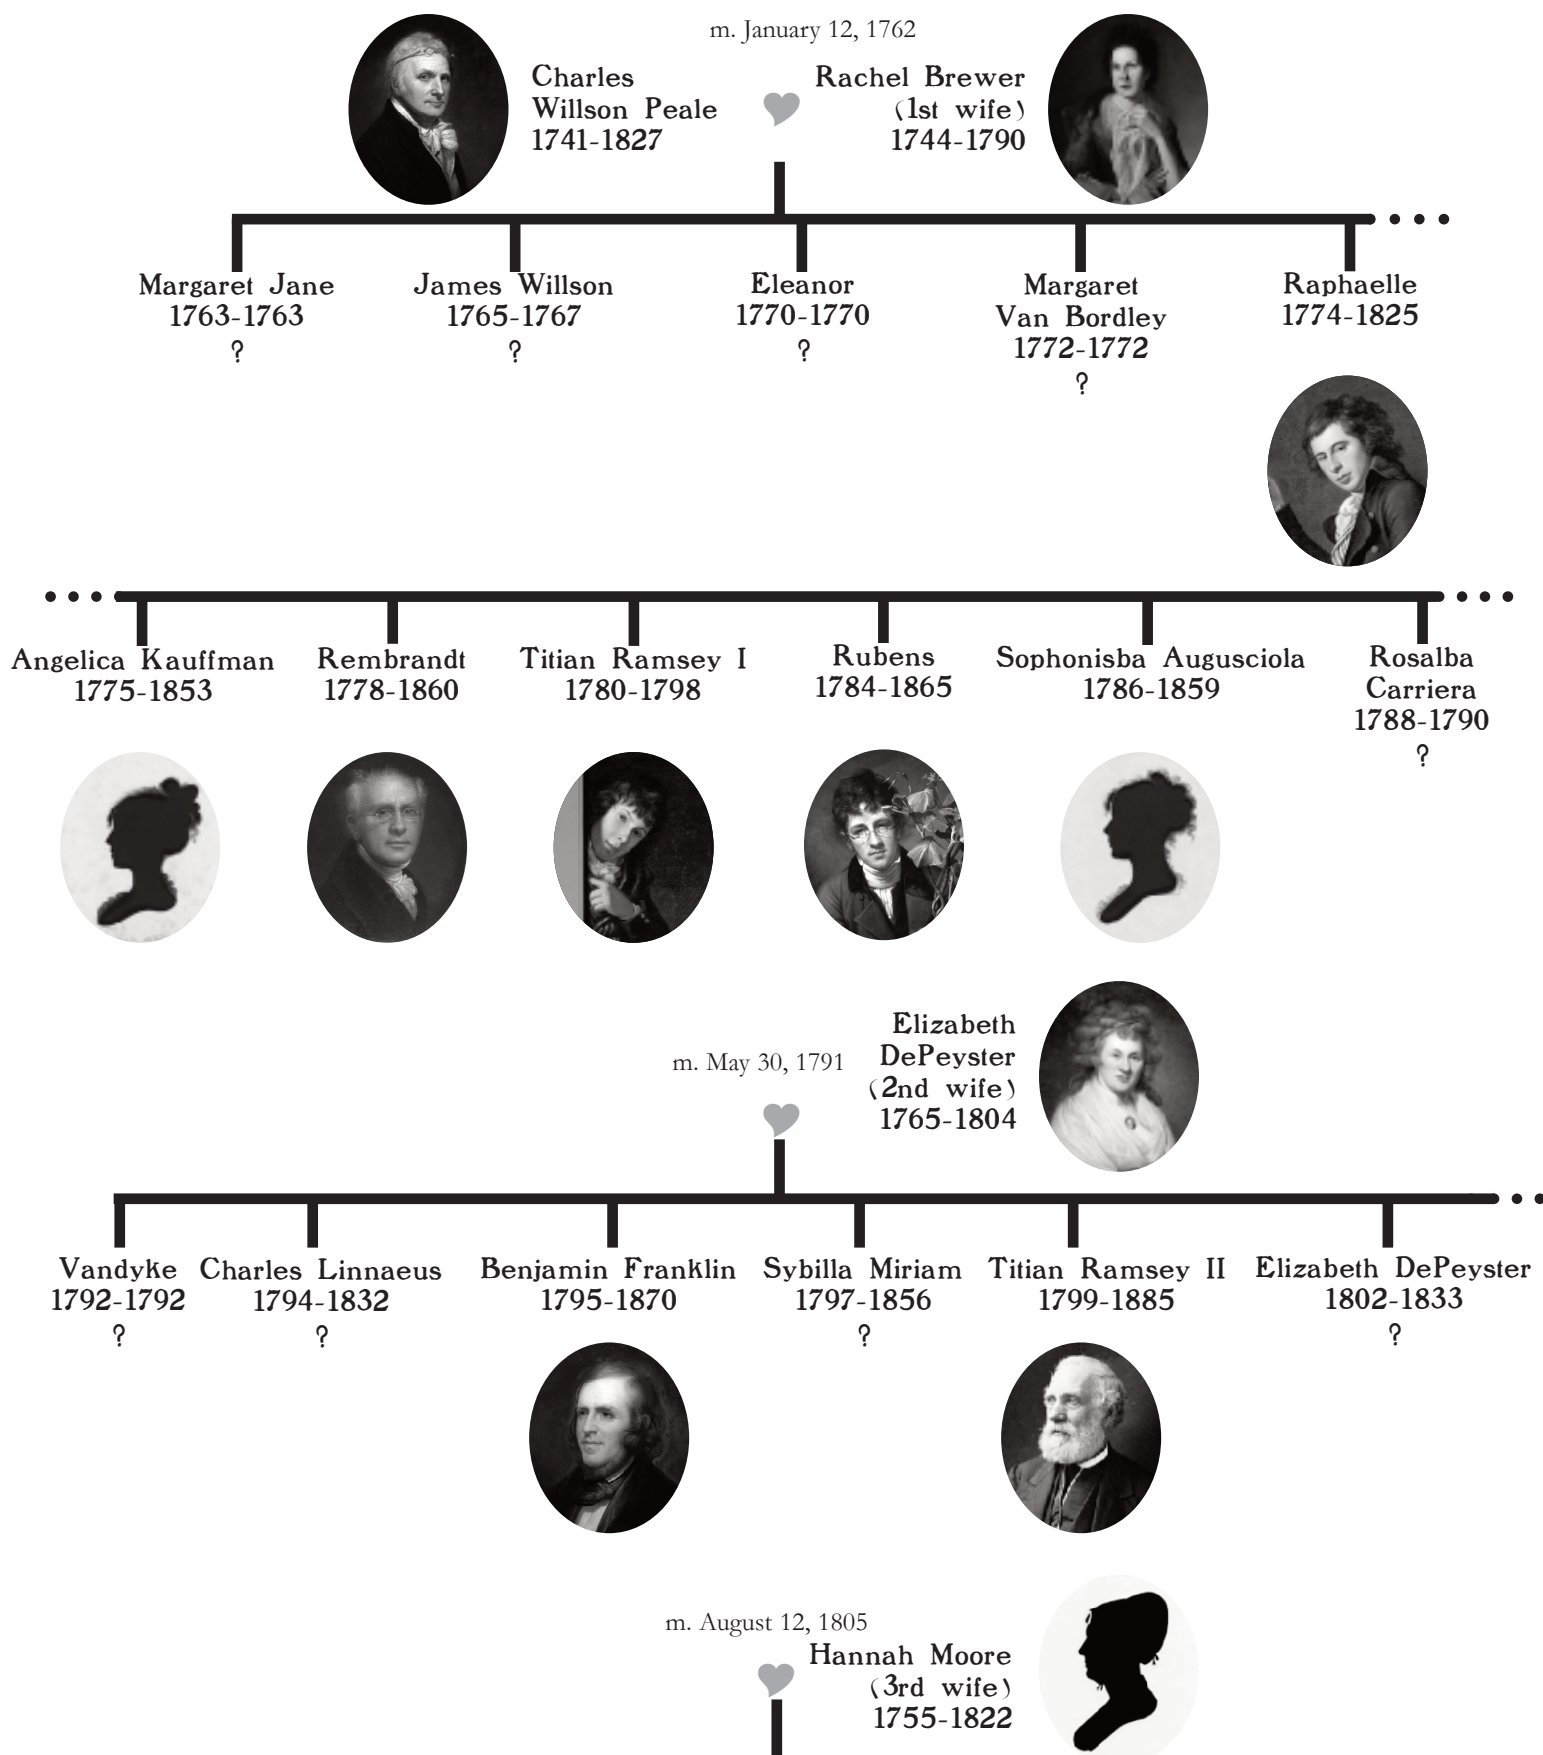 m. January 12, 1762
Charles
Willson Peale
1741-1827
Rachel Brewer
(1st wife)
1744-1790
Margaret Jane
1763-1763
?
James Willson
1765-1767
?
Eleanor
1770-1770
?
Margaret
Van Bordley
1772-1772
?
Raphaelle
1774-1825
Angelica Kauffman
1775-1853
Rembrandt
1778-1860
Titian Ramsey I
1780-1798
Rubens
1784-1865
Sophonisba Augusciola
1786-1859
Rosalba
Carriera
1788-1790
?
m. May 30, 1791
Elizabeth
DePeyster
(2nd wife)
1765-1804
Vandyke
1792-1792
?
Charles Linnaeus
1794-1832
?
Benjamin Franklin
1795-1870
Sybilla Miriam
1797-1856
?
Titian Ramsey II
1799-1885
Elizabeth DePeyster
1802-1833
?
m. August 12, 1805
Hannah Moore
(3rd wife)
1755-1822